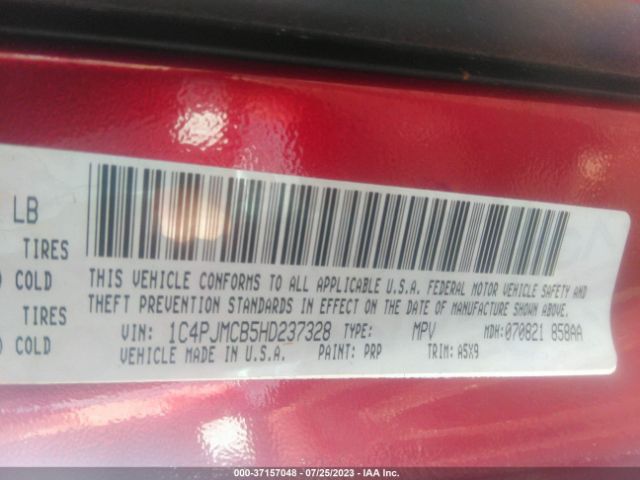 LB
TIRES
COLD
TIRES
COLD
THIS VEHICLE CONFORMS TO ALL APPLICABLE U.S.A. FEDERAL MOTOR VEHICLE SAFETY AND
THEFT PREVENTION STANDARDS IN EFFECT ON THE DATE OF MANUFACTURE SHOWN ABOVE.
VIN: 1C4PJMCB5HD237328 TYPE: MPV MDH:070821 858AA
VEHICLE MADE IN U.S.A. PAINT: PRP TRIM: A5X9
000-37157048 - 07/25/2023 - IAA Inc.